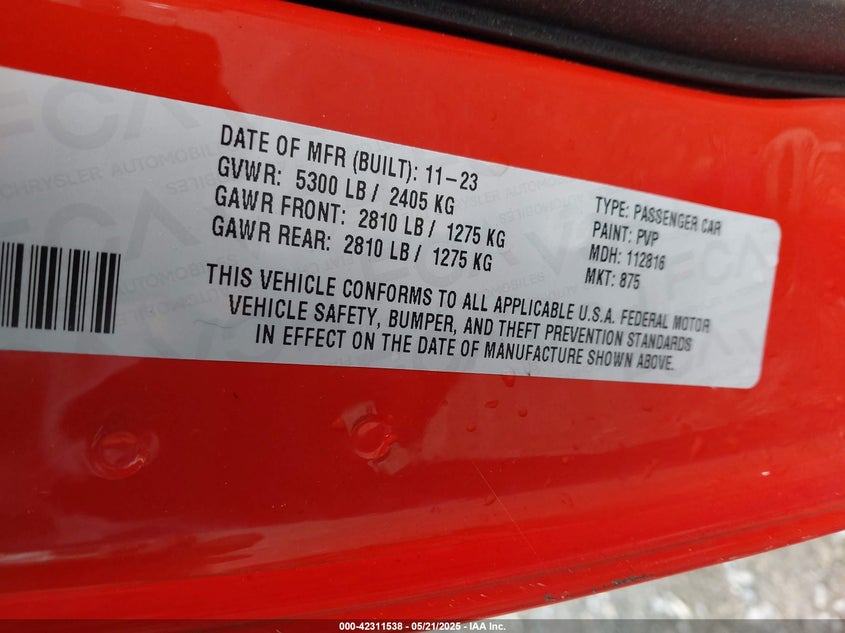 DATE OF MFR (BUILT): 11-23
GVWR: 5300 LB / 2405 KG
GAWR FRONT: 2810 LB / 1275 KG
GAWR REAR: 2810 LB / 1275 KG
TYPE: PASSENGER CAR
PAINT: PVP
MDH: 112816
MKT: 875
THIS VEHICLE CONFORMS TO ALL APPLICABLE U.S.A. FEDERAL MOTOR
VEHICLE SAFETY, BUMPER, AND THEFT PREVENTION STANDARDS
IN EFFECT ON THE DATE OF MANUFACTURE SHOWN ABOVE.
000-42311538 - 05/21/2025 - IAA Inc.